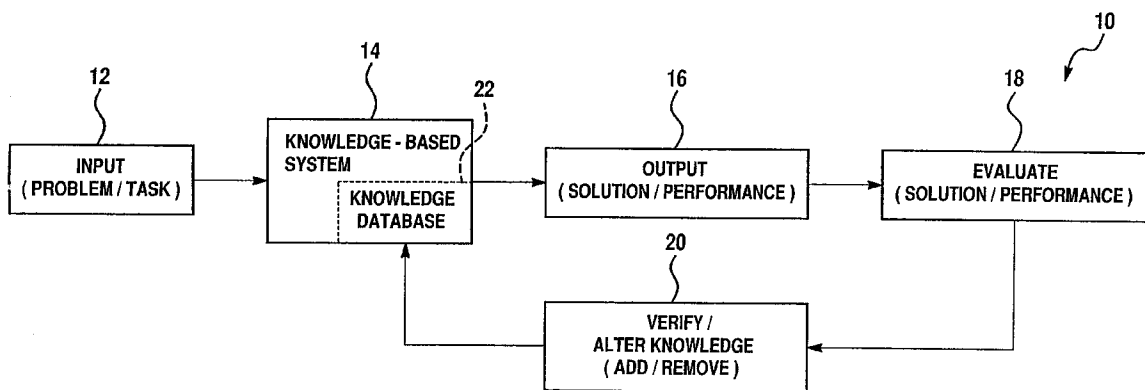 10
12
14
22
16
18
INPUT
( PROBLEM / TASK )
KNOWLEDGE - BASED
SYSTEM
KNOWLEDGE
DATABASE
OUTPUT
( SOLUTION / PERFORMANCE )
EVALUATE
( SOLUTION / PERFORMANCE )
20
VERIFY /
ALTER KNOWLEDGE
( ADD / REMOVE )